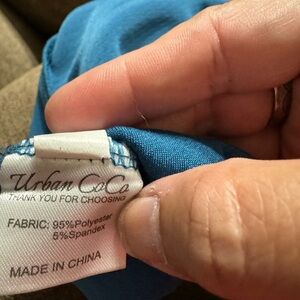 Urban CoCo
THANK YOU FOR CHOOSING
FABRIC: 95%Polyester
5%Spandex
MADE IN CHINA